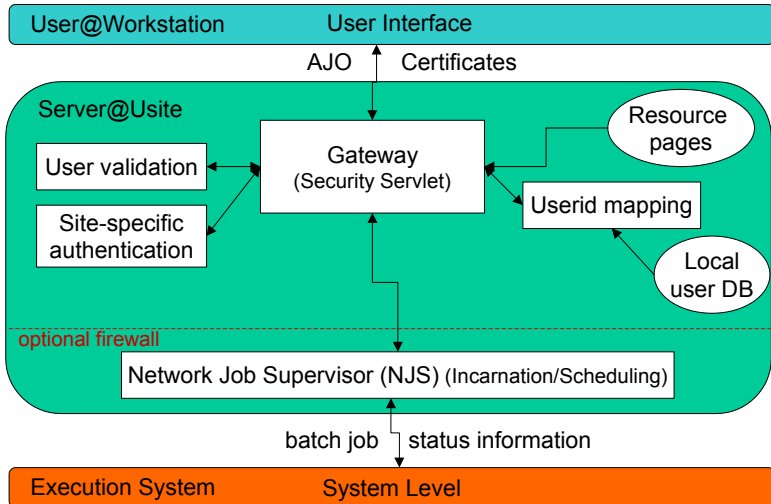 User@Workstation User Interface
AJO Certificates
Server@Usite
Gateway
(Security Servlet)
Resource
pages
User validation
Userid mapping
Site-specific
authentication
Local
user DB
optional firewall
Network Job Supervisor (NJS) (Incarnation/Scheduling)
batch job status information
Execution System System Level